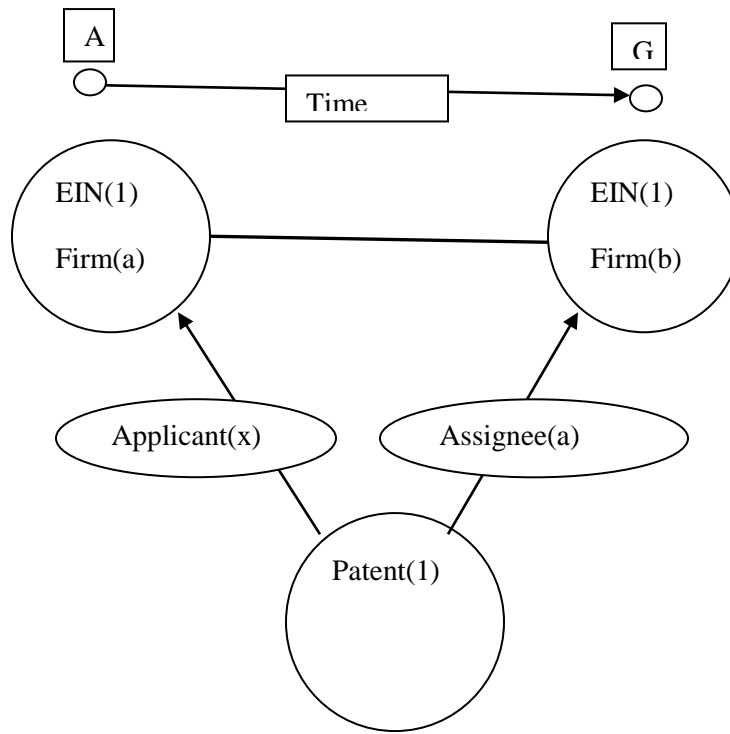 A
G
Time
EIN(1)
Firm(a)
EIN(1)
Firm(b)
Applicant(x)
Assignee(a)
Patent(1)